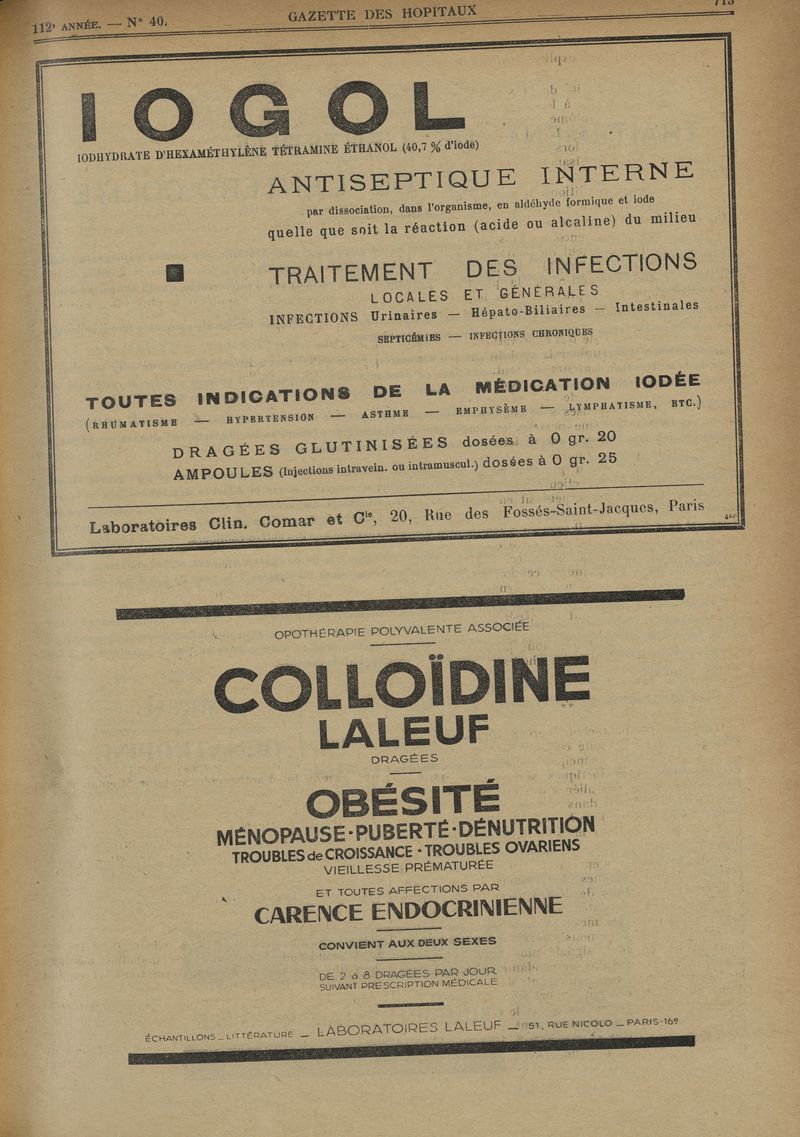 112e ANNÉE. — N° 40.
GAZETTE DES HOPITAUX
IOGOL
IODHYDRATE D'HEXAMÉTHYLÈNE TÉTRAMINE ÉTHANOL (40,7 % d'iode)
ANTISEPTIQUE INTERNE
par dissociation, dans l'organisme, en aldéhyde formique et iode
quelle que soit la réaction (acide ou alcaline) du milieu
TRAITEMENT DES INFECTIONS
LOCALES ET GÉNÉRALES
INFECTIONS Urinaires — Hépato-Biliaires — Intestinales
SEPTICÉMIES — INFECTIONS CHRONIQUES
TOUTES INDICATIONS DE LA MÉDICATION IODÉE
(RHUMATISME — HYPERTENSION — ASTHME — EMPHYSÈME — LYMPHATISME, ETC.)
DRAGÉES GLUTINISÉES dosées à 0 gr. 20
AMPOULES (Injections intravein. ou intramuscul.) dosées à 0 gr. 25
Laboratoires Clin. Comar et Cie, 20, Rue des Fossés-Saint-Jacques, Paris
OPOTHÉRAPIE POLYVALENTE ASSOCIÉE
COLLOÏDINE
LALEUF
DRAGÉES
OBÉSITÉ
MÉNOPAUSE·PUBERTÉ·DÉNUTRITION
TROUBLES de CROISSANCE · TROUBLES OVARIENS
VIEILLESSE PRÉMATURÉE
ET TOUTES AFFECTIONS PAR
CARENCE ENDOCRINIENNE
CONVIENT AUX DEUX SEXES
DE 2 à 8 DRAGÉES PAR JOUR
SUIVANT PRESCRIPTION MÉDICALE
ÉCHANTILLONS _ LITTÉRATURE _ LABORATOIRES LALEUF _ 51, RUE NICOLO _ PARIS-16e